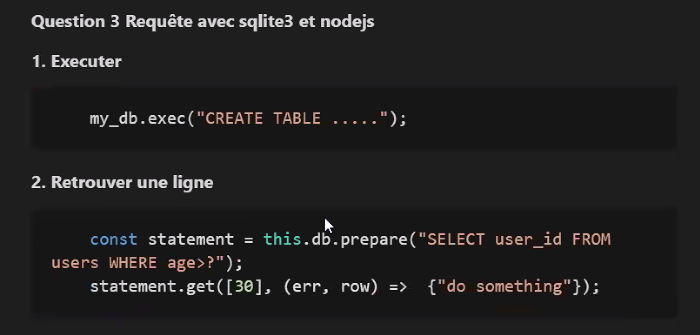 Question 3 Requête avec sqlite3 et nodejs
1. Executer
my_db.exec("CREATE TABLE .....");
2. Retrouver une ligne
const statement = this.db.prepare("SELECT user_id FROM
users WHERE age>?");
statement.get([30], (err, row) => {"do something"});